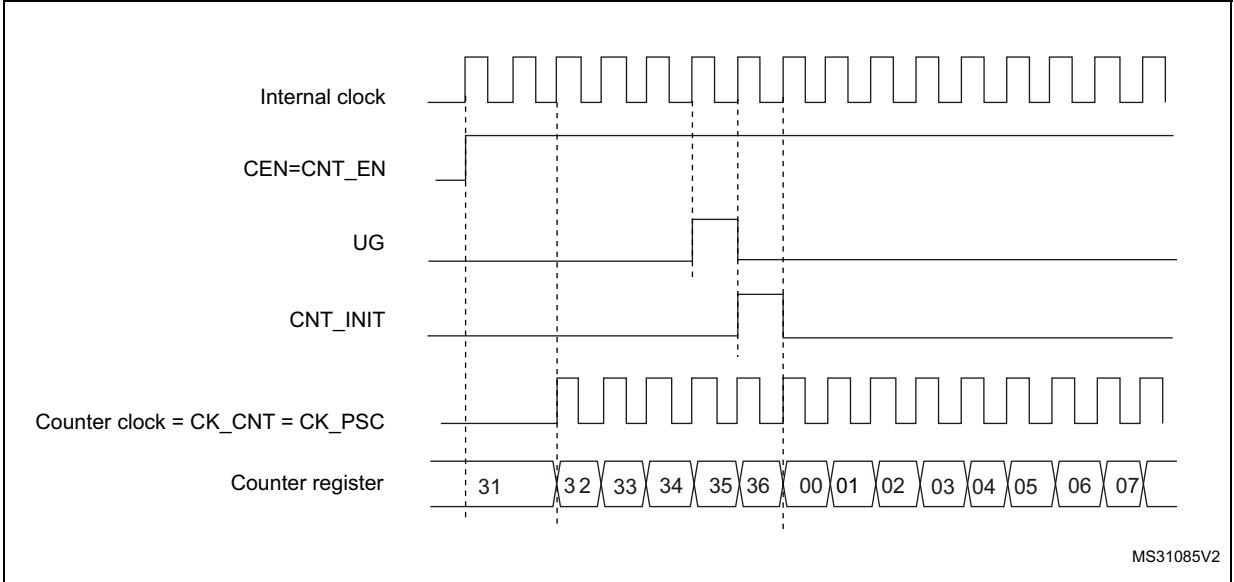 Internal clock
CEN=CNT_EN
UG
CNT_INIT
Counter clock = CK_CNT = CK_PSC
Counter register 31 32 33 34 35 36 00 01 02 03 04 05 06 07
MS31085V2